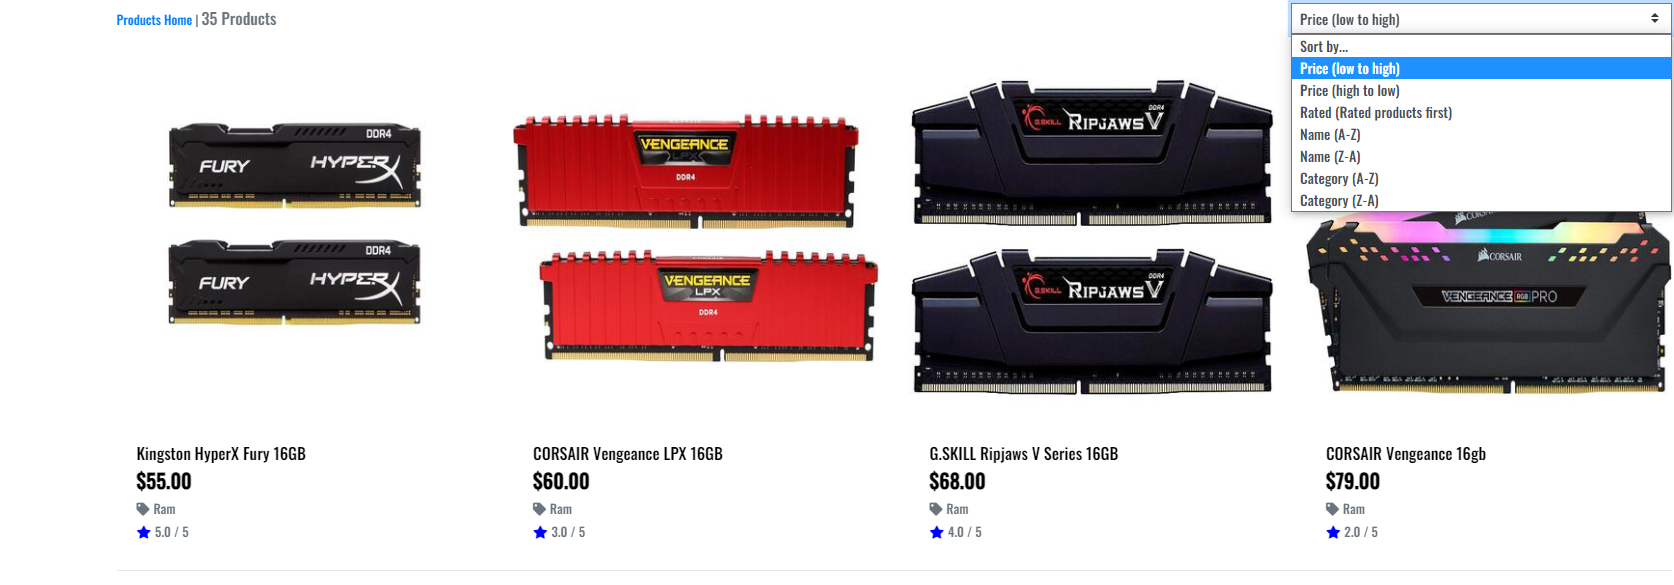 Products Home | 35 Products
Price (low to high)
Sort by...
Price (low to high)
Price (high to low)
Rated (Rated products first)
Name (A-Z)
Name (Z-A)
Category (A-Z)
Category (Z-A)
DDR4
FURY HYPERX
DDR4
FURY HYPERX
VENGEANCE
LPX
DDR4
VENGEANCE
LPX
DDR4
DDR4
G.SKILL RIPJAWS V
DDR4
G.SKILL RIPJAWS V
CORSAIR
VENGEANCE RGB PRO
Kingston HyperX Fury 16GB
$55.00
Ram
5.0 / 5
CORSAIR Vengeance LPX 16GB
$60.00
Ram
3.0 / 5
G.SKILL Ripjaws V Series 16GB
$68.00
Ram
4.0 / 5
CORSAIR Vengeance 16gb
$79.00
Ram
2.0 / 5